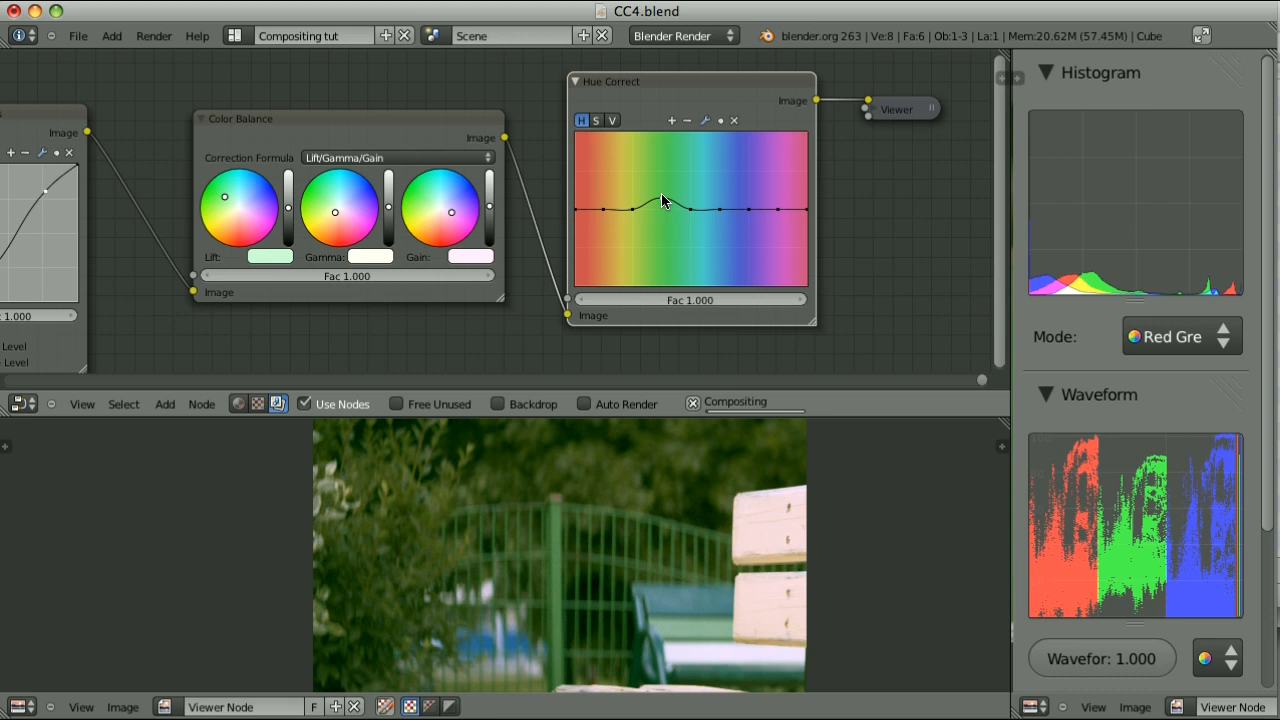 CC4.blend
File Add Render Help Compositing tut Scene Blender Render blender.org 263 | Ve:8 | Fa:6 | Ob:1-3 | La:1 | Mem:20.62M (57.45M) | Cube
Image
1.000
Level
Level
Color Balance
Image
Correction Formula Lift/Gamma/Gain
Lift: Gamma: Gain:
Fac 1.000
Image
Hue Correct
Image
H S V
Fac 1.000
Image
Viewer
View Select Add Node Use Nodes Free Unused Backdrop Auto Render Compositing
View Image Viewer Node F
Histogram
Mode: Red Gre
Waveform
Wavefor: 1.000
View Image Viewer Node